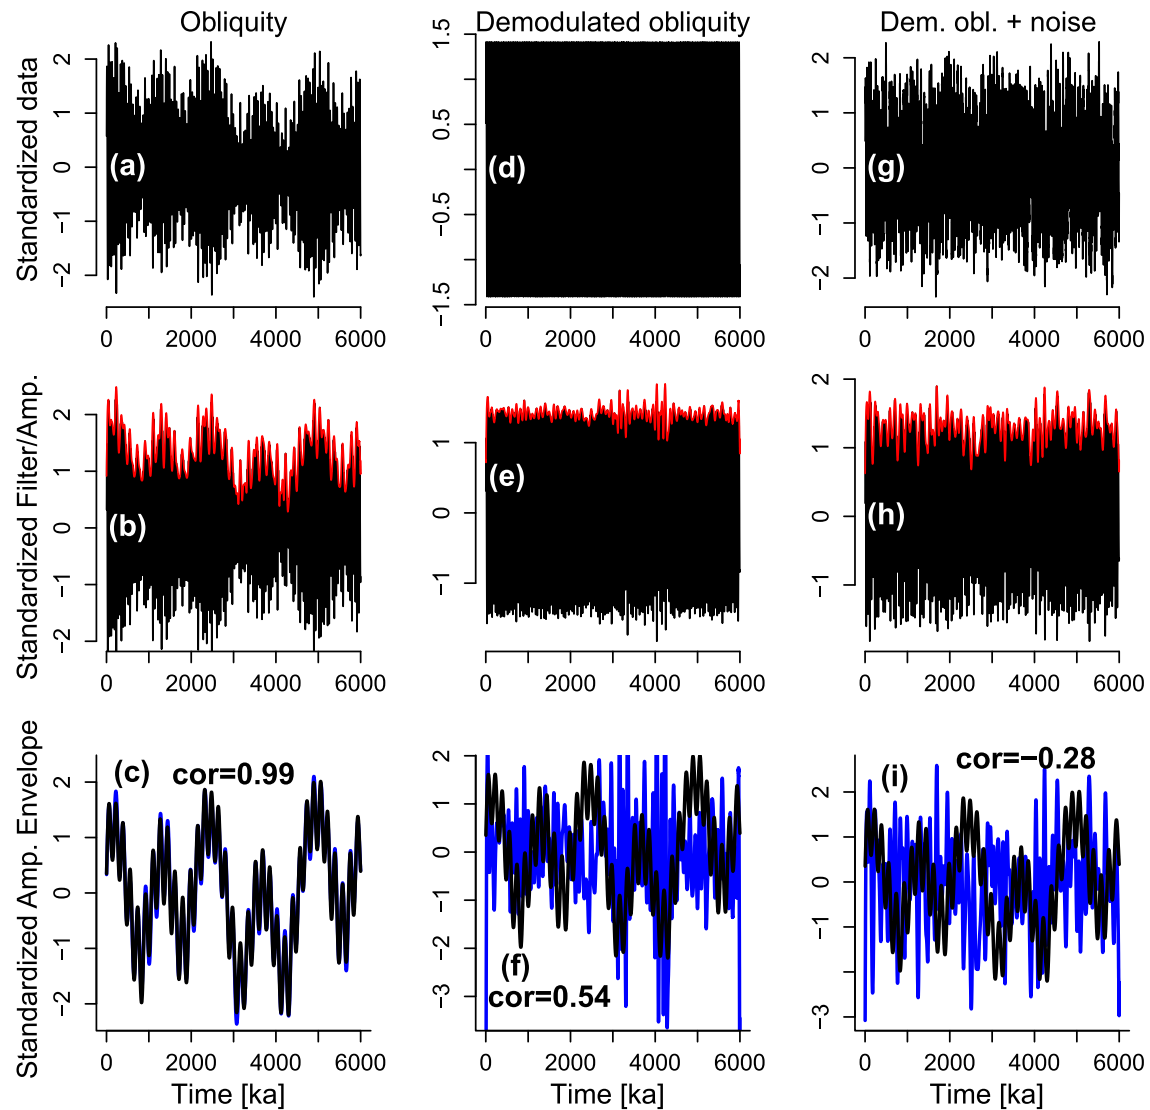 Obliquity
Demodulated obliquity
Dem. obl. + noise
Standardized data
2
1
0
−1
−2
(a)
0 2000 4000 6000
1.5
0.5
−0.5
−1.5
(d)
0 2000 4000 6000
2
1
0
−1
−2
(g)
0 2000 4000 6000
Standardized Filter/Amp.
2
1
0
−1
−2
(b)
0 2000 4000 6000
1
0
−1
(e)
0 2000 4000 6000
2
1
0
−1
(h)
0 2000 4000 6000
Standardized Amp. Envelope
2
1
0
−1
−2
(c) cor=0.99
0 2000 4000 6000
Time [ka]
2
1
0
−1
−2
−3
(f)
cor=0.54
0 2000 4000 6000
Time [ka]
2
1
0
−1
−3
(i) cor=−0.28
0 2000 4000 6000
Time [ka]